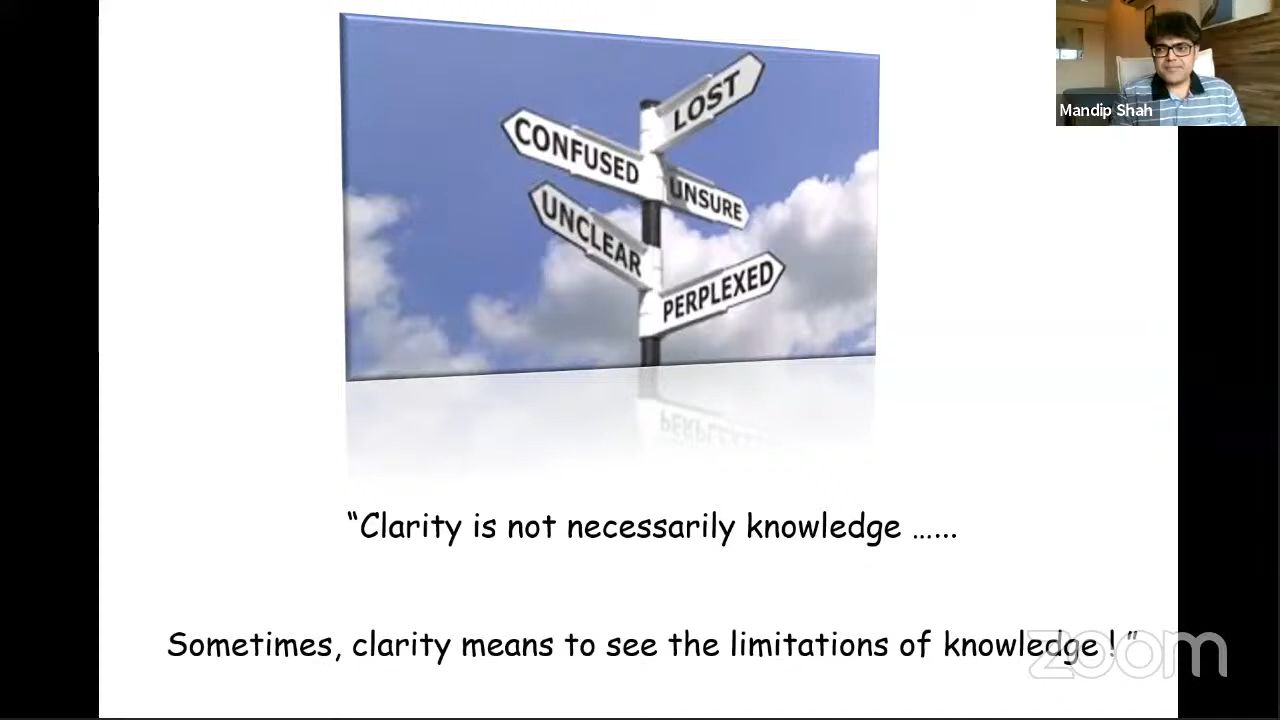 LOST
CONFUSED
UNSURE
UNCLEAR
PERPLEXED
Mandip Shah
“Clarity is not necessarily knowledge …...
Sometimes, clarity means to see the limitations of knowledge ! ”
zoom